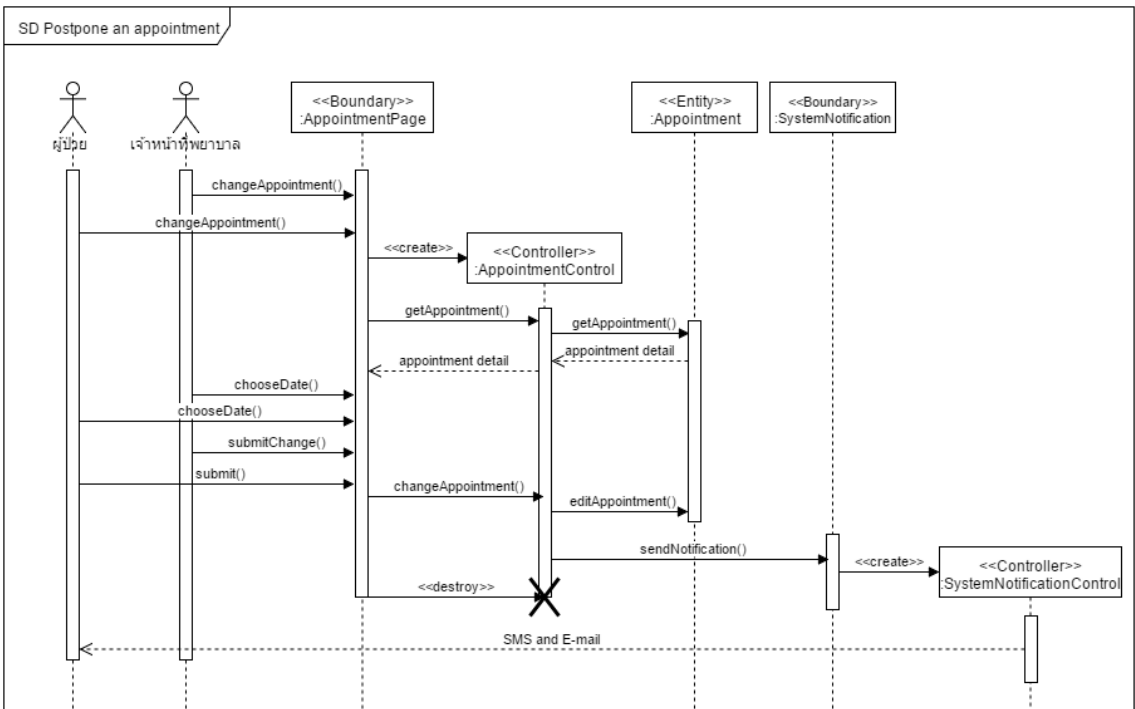 SD Postpone an appointment
<<Boundary>>
:AppointmentPage
<<Entity>>
:Appointment
<<Boundary>>
:SystemNotification
ผู้ป่วย
เจ้าหน้าที่พยาบาล
changeAppointment()
changeAppointment()
<<create>>
<<Controller>>
:AppointmentControl
getAppointment()
getAppointment()
appointment detail
appointment detail
chooseDate()
chooseDate()
submitChange()
submit()
changeAppointment()
editAppointment()
sendNotification()
<<create>>
<<Controller>>
:SystemNotificationControl
<<destroy>>
SMS and E-mail